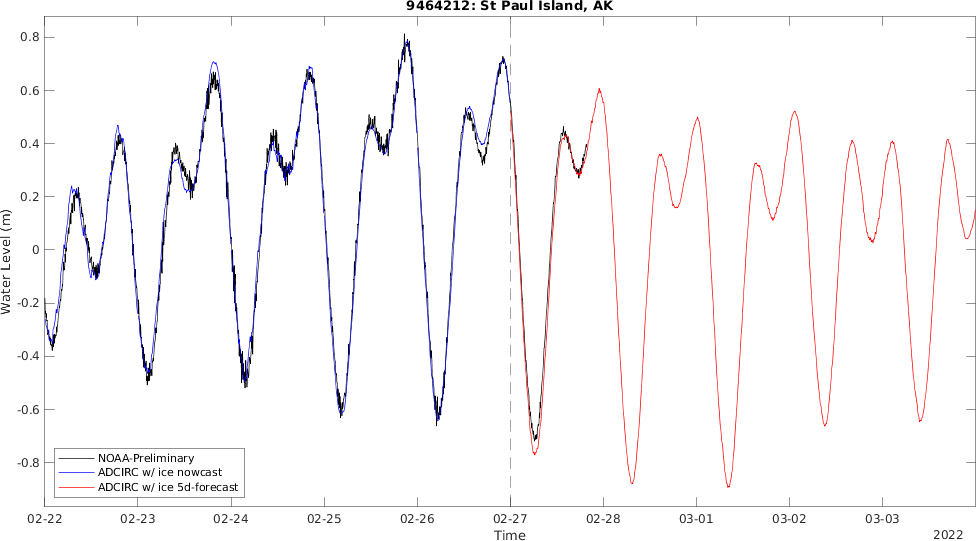 9464212: St Paul Island, AK
0.8
0.6
0.4
0.2
0
-0.2
-0.4
-0.6
-0.8
Water Level (m)
NOAA-Preliminary
ADCIRC w/ ice nowcast
ADCIRC w/ ice 5d-forecast
02-22 02-23 02-24 02-25 02-26 02-27 02-28 03-01 03-02 03-03
Time
2022